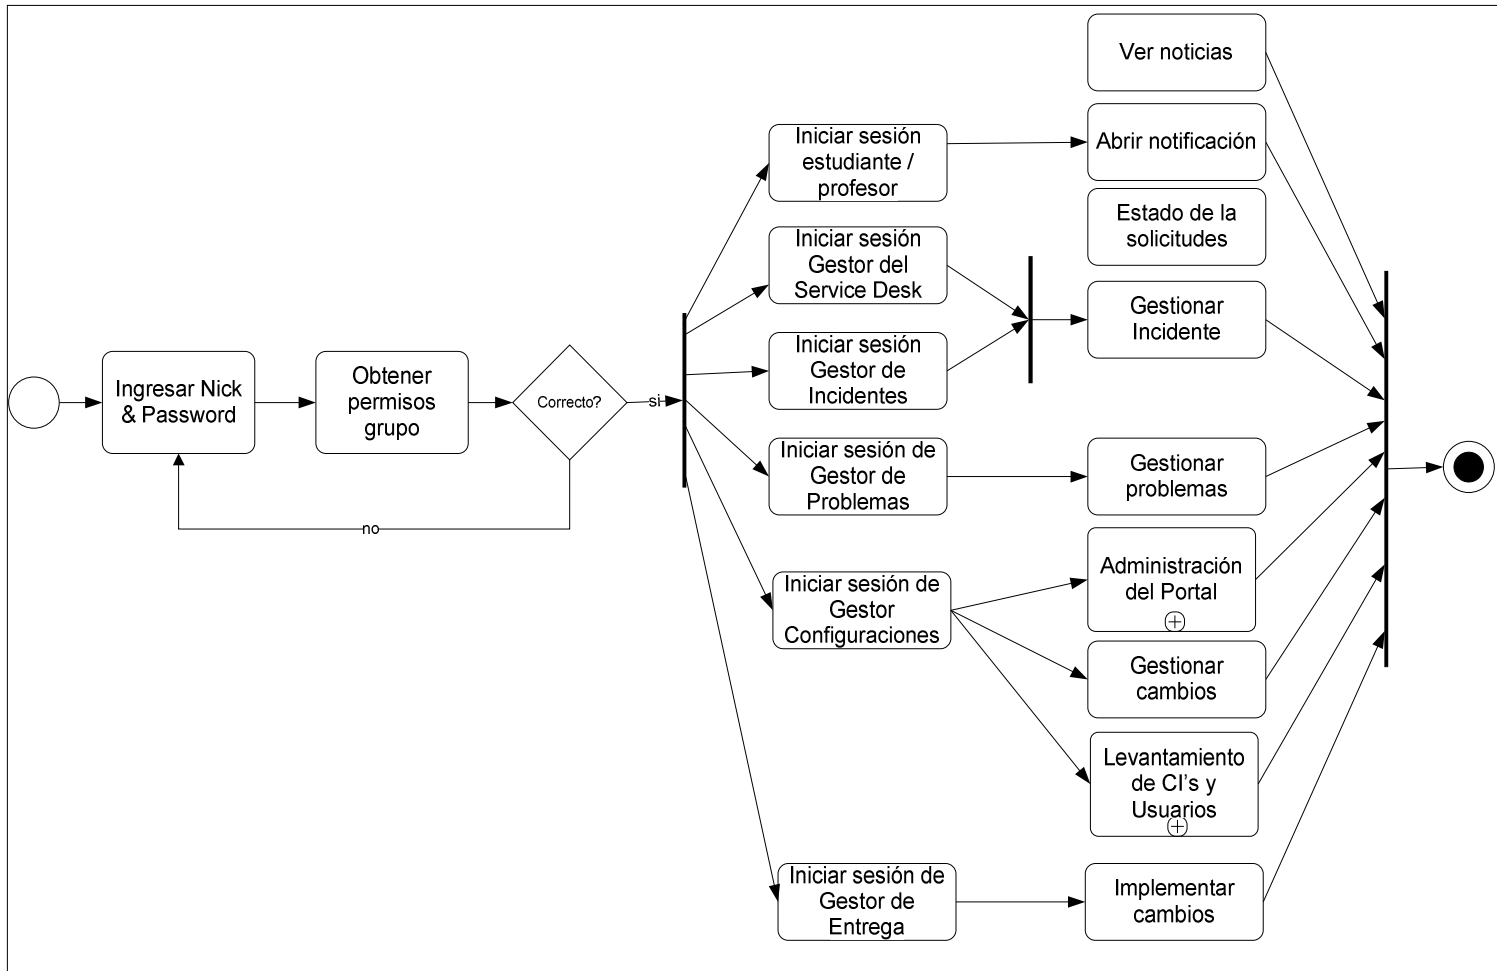 Ingresar Nick
& Password
Obtener
permisos
grupo
Correcto?
si
no
Iniciar sesión
estudiante /
profesor
Iniciar sesión
Gestor del
Service Desk
Iniciar sesión
Gestor de
Incidentes
Iniciar sesión de
Gestor de
Problemas
Iniciar sesión de
Gestor
Configuraciones
Iniciar sesión de
Gestor de
Entrega
Ver noticias
Abrir notificación
Estado de la
solicitudes
Gestionar
Incidente
Gestionar
problemas
Administración
del Portal
Gestionar
cambios
Levantamiento
de CI's y
Usuarios
Implementar
cambios